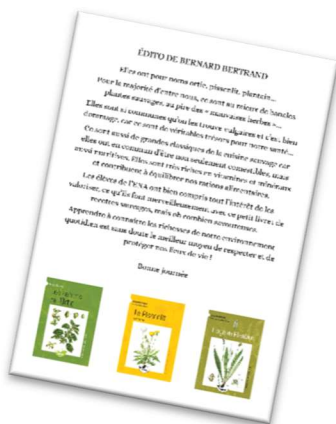 ÉDITO DE BERNARD BERTRAND
Elles ont pour noms ortie, pissenlit, plantain...
Pour la majorité d'entre nous, ce sont au mieux de banales
plantes sauvages, au pire des « mauvaises herbes »...
Elles sont si communes qu'on les trouve vulgaires et c'est bien
dommage, car ce sont de véritables trésors pour notre santé...
Ce sont aussi de grandes classiques de la cuisine sauvage car
elles ont en commun d'être non seulement comestibles, mais
aussi nutritives. Elles sont très riches en vitamines et minéraux
et contribuent à équilibrer nos rations alimentaires.
Les élèves de l' ont bien compris tout l'intérêt de les
valoriser, ce qu'ils font merveilleusement avec ce petit livret de
recettes sauvages, mais oh combien savoureuses.
Apprendre à connaître les richesses de notre environnement
quotidien est sans doute le meilleur moyen de respecter et de
protéger nos lieux de vie !
Bonne journée
Le Pissenlit